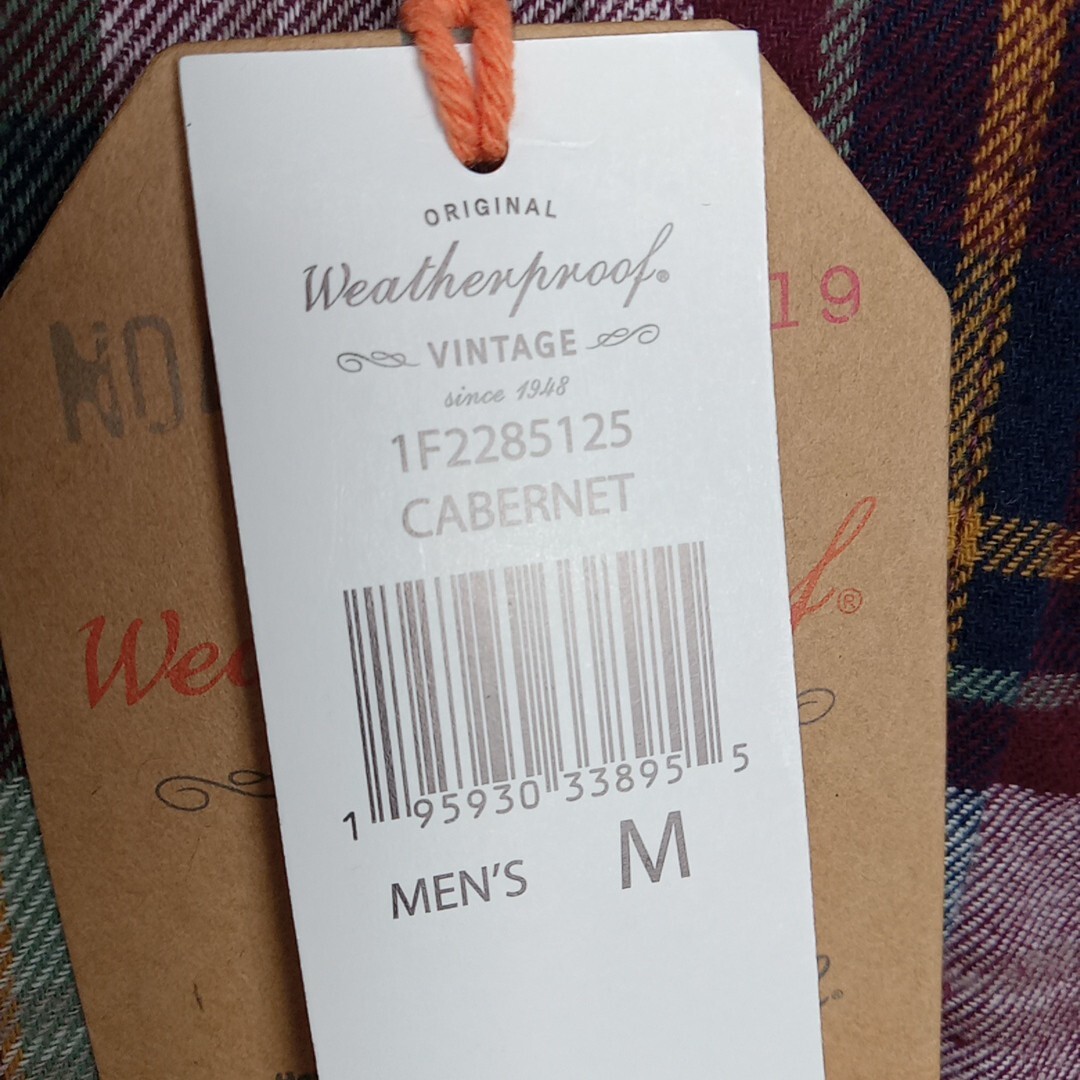 ORIGINAL
Weatherproof®
VINTAGE
since 1948
1F2285125
CABERNET
1 95930 33895 5
MEN'S M
19